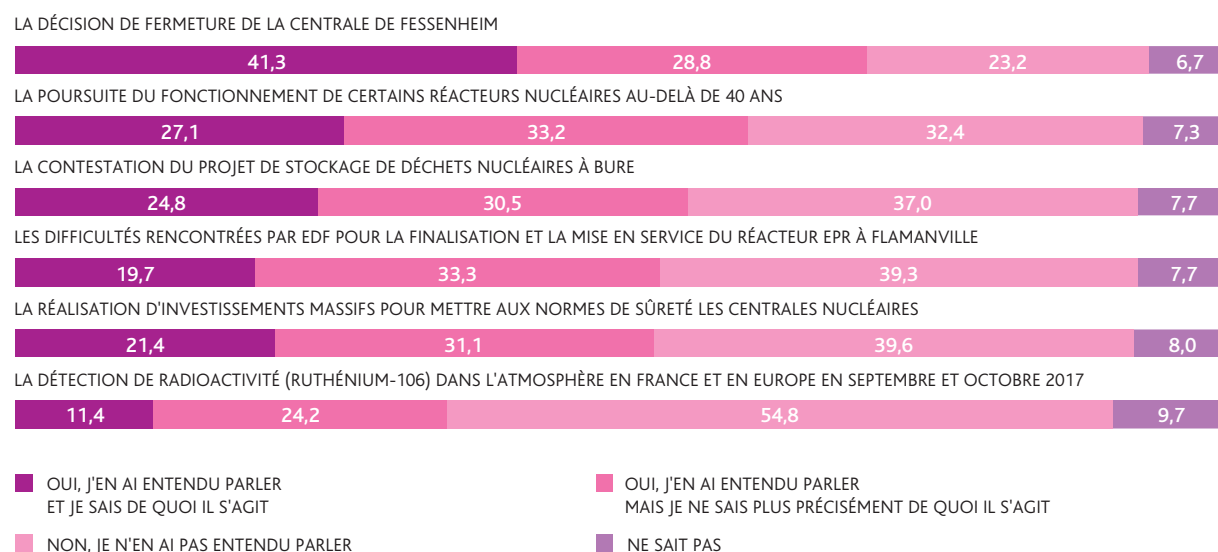 LA DÉCISION DE FERMETURE DE LA CENTRALE DE FESSENHEIM
41,3 28,8 23,2 6,7
LA POURSUITE DU FONCTIONNEMENT DE CERTAINS RÉACTEURS NUCLÉAIRES AU-DELÀ DE 40 ANS
27,1 33,2 32,4 7,3
LA CONTESTATION DU PROJET DE STOCKAGE DE DÉCHETS NUCLÉAIRES À BURE
24,8 30,5 37,0 7,7
LES DIFFICULTÉS RENCONTRÉES PAR EDF POUR LA FINALISATION ET LA MISE EN SERVICE DU RÉACTEUR EPR À FLAMANVILLE
19,7 33,3 39,3 7,7
LA RÉALISATION D'INVESTISSEMENTS MASSIFS POUR METTRE AUX NORMES DE SÛRETÉ LES CENTRALES NUCLÉAIRES
21,4 31,1 39,6 8,0
LA DÉTECTION DE RADIOACTIVITÉ (RUTHÉNIUM-106) DANS L'ATMOSPHÈRE EN FRANCE ET EN EUROPE EN SEPTEMBRE ET OCTOBRE 2017
11,4 24,2 54,8 9,7
OUI, J'EN AI ENTENDU PARLER
ET JE SAIS DE QUOI IL S'AGIT
OUI, J'EN AI ENTENDU PARLER
MAIS JE NE SAIS PLUS PRÉCISÉMENT DE QUOI IL S'AGIT
NON, JE N'EN AI PAS ENTENDU PARLER
NE SAIT PAS